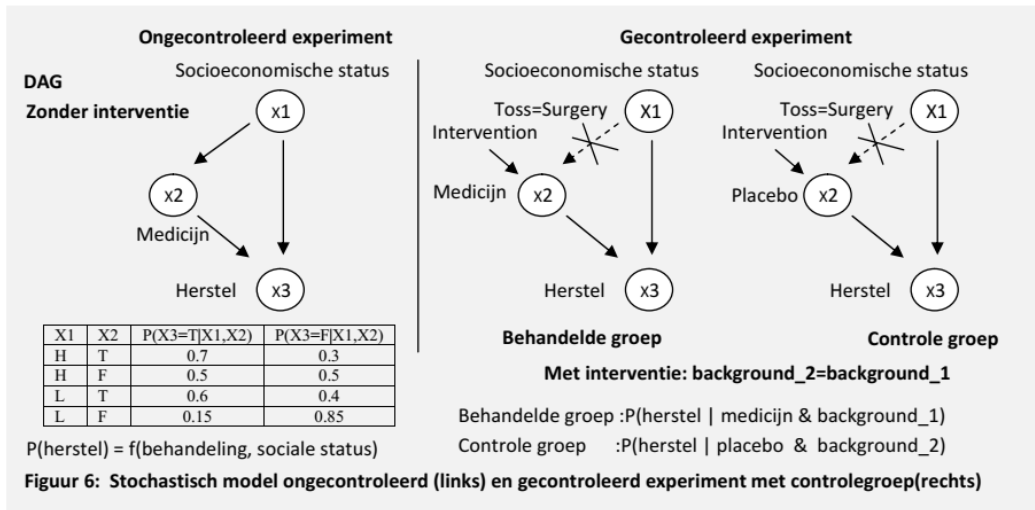 Ongecontroleerd experiment
DAG
Zonder interventie
Socioeconomische status
x1
x2
Medicijn
Herstel
x3
X1 X2 P(X3=T|X1,X2) P(X3=F|X1,X2)
H T 0.7 0.3
H F 0.5 0.5
L T 0.6 0.4
L F 0.15 0.85
P(herstel) = f(behandeling, sociale status)
Gecontroleerd experiment
Socioeconomische status
Toss=Surgery
X1
Intervention
Medicijn
x2
Herstel
x3
Behandelde groep
Socioeconomische status
Toss=Surgery
X1
Intervention
Placebo
x2
Herstel
x3
Controle groep
Met interventie: background_2=background_1
Behandelde groep :P(herstel | medicijn & background_1)
Controle groep :P(herstel | placebo & background_2)
Figuur 6: Stochastisch model ongecontroleerd (links) en gecontroleerd experiment met controlegroep(rechts)